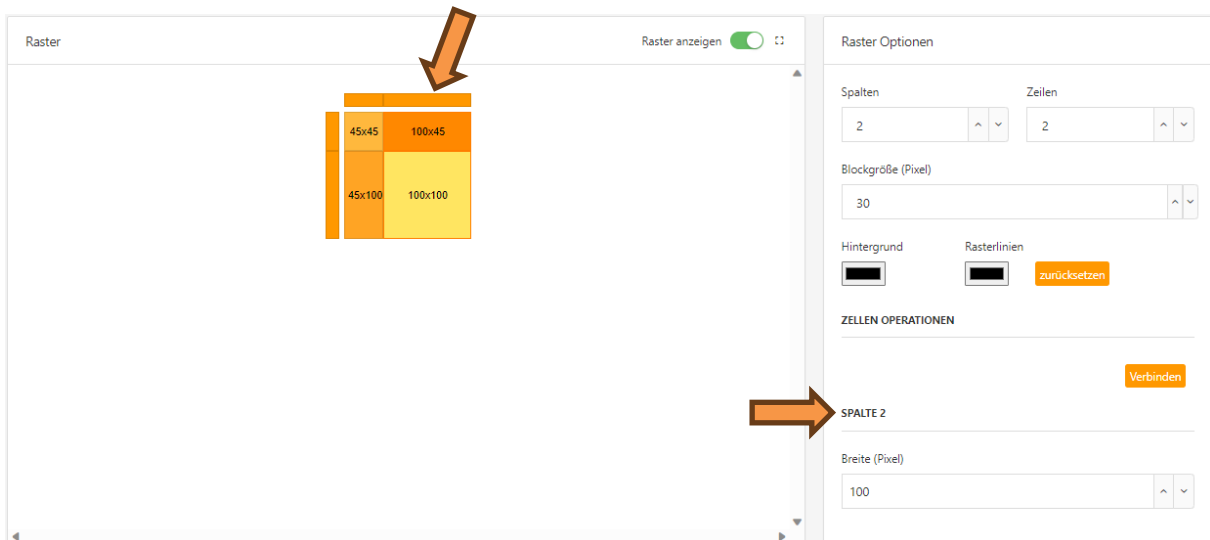 Raster
Raster anzeigen
45x45
100x45
45x100
100x100
Raster Optionen
Spalten
Zeilen
2
2
Blockgröße (Pixel)
30
Hintergrund
Rasterlinien
zurücksetzen
ZELLEN OPERATIONEN
Verbinden
SPALTE 2
Breite (Pixel)
100